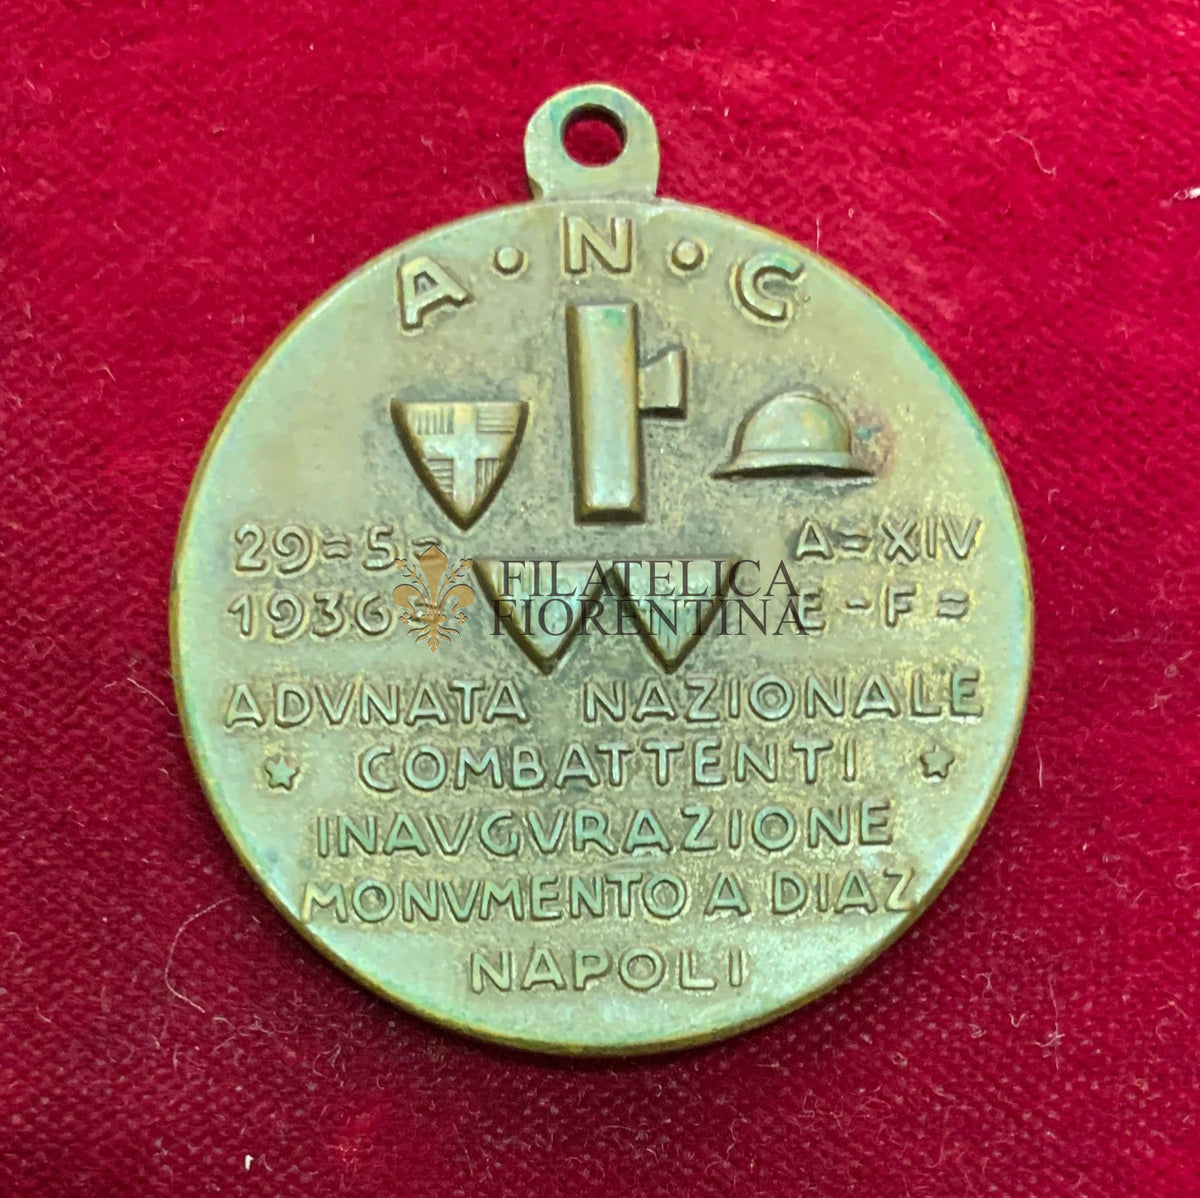 A · N · C
29=5=
1936=
A=XIV
E-F=
FILATELICA
FIORENTINA
ADVNATA NAZIONALE
COMBATTENTI
INAVGVRAZIONE
MONVMENTO A DIAZ
NAPOLI